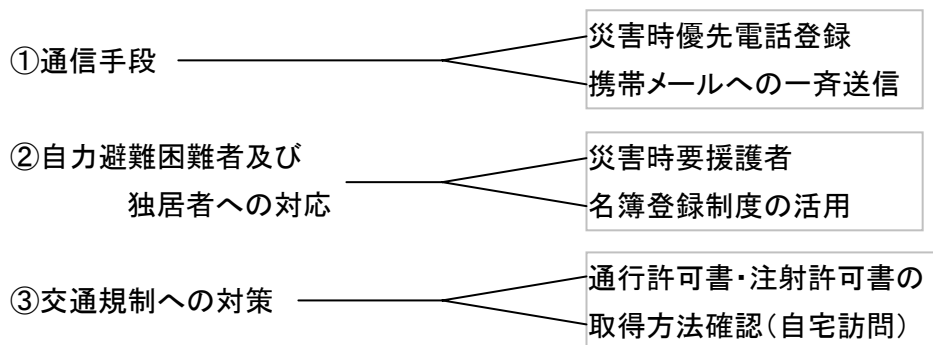 ①通信手段
災害時優先電話登録
携帯メールへの一斉送信
②自力避難困難者及び
独居者への対応
災害時要援護者
名簿登録制度の活用
③交通規制への対策
通行許可書・注射許可書の
取得方法確認(自宅訪問)